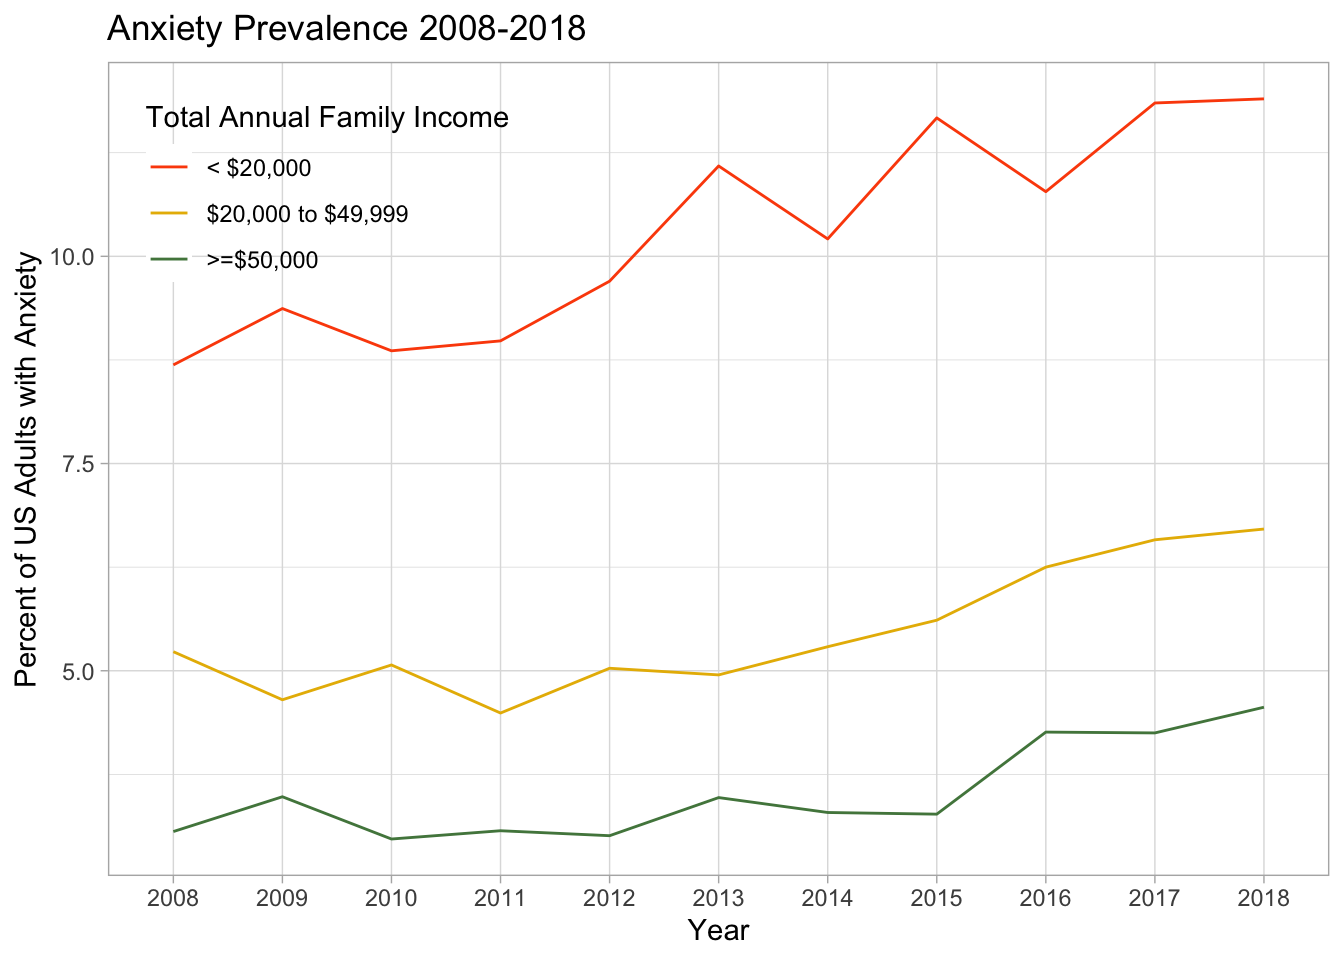 Anxiety Prevalence 2008-2018
Total Annual Family Income
< $20,000
$20,000 to $49,999
>=$50,000
Percent of US Adults with Anxiety
10.0
7.5
5.0
2008 2009 2010 2011 2012 2013 2014 2015 2016 2017 2018
Year